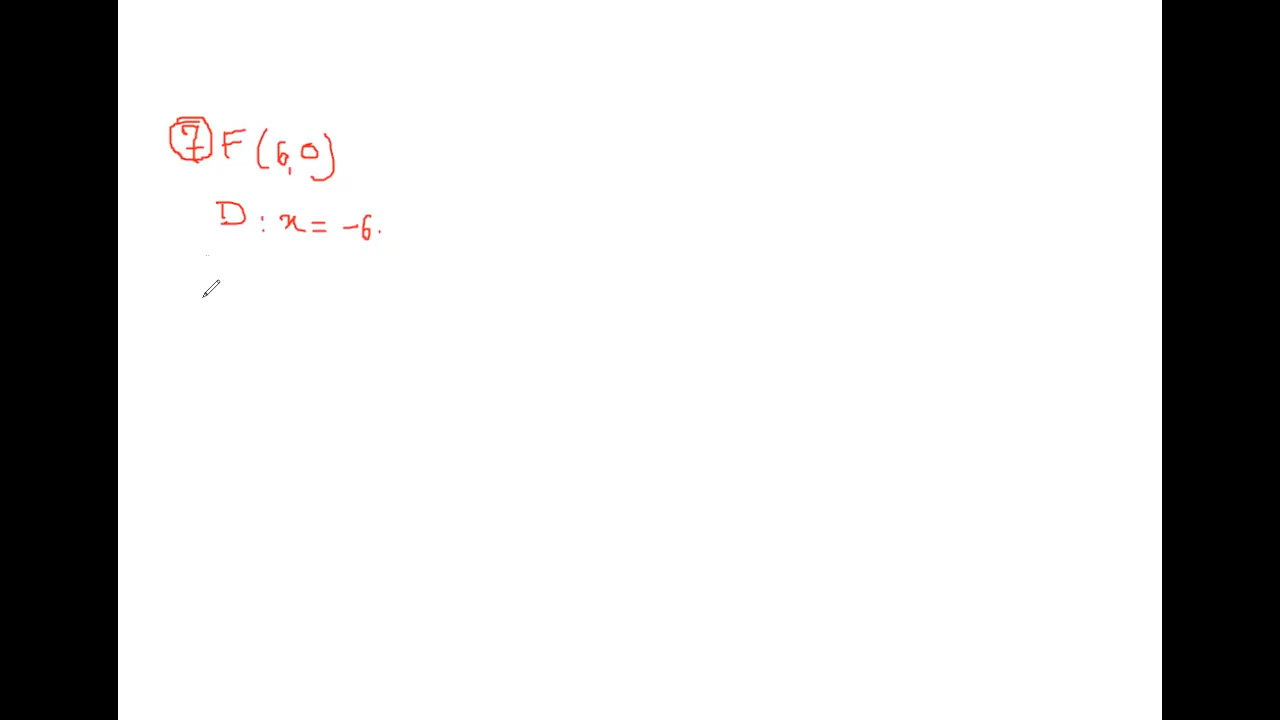 ⑦ F (6,0)
D : x = -6.